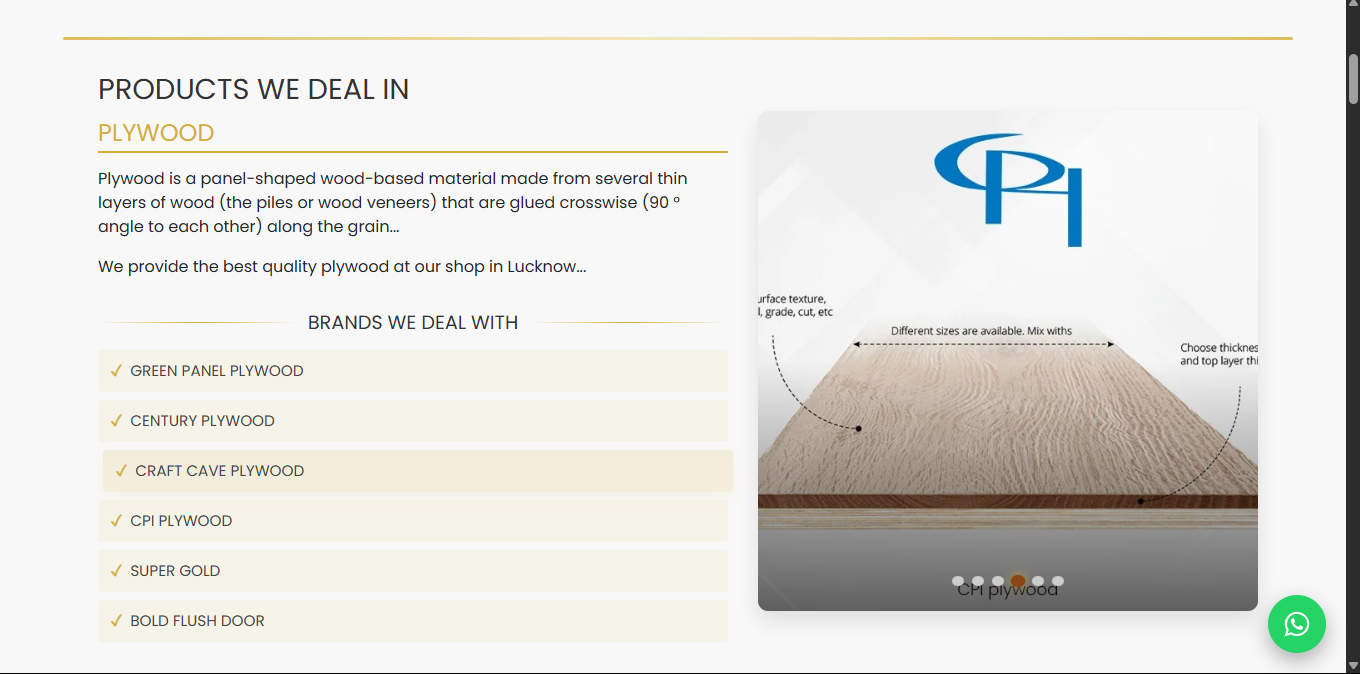 PRODUCTS WE DEAL IN
PLYWOOD
Plywood is a panel-shaped wood-based material made from several thin
layers of wood (the piles or wood veneers) that are glued crosswise (90 º
angle to each other) along the grain...
We provide the best quality plywood at our shop in Lucknow...
BRANDS WE DEAL WITH
✓ GREEN PANEL PLYWOOD
✓ CENTURY PLYWOOD
✓ CRAFT CAVE PLYWOOD
✓ CPI PLYWOOD
✓ SUPER GOLD
✓ BOLD FLUSH DOOR
CPI
urface texture,
l, grade, cut, etc
Different sizes are available. Mix withs
Choose thicknes
and top layer thi
CPI plywood